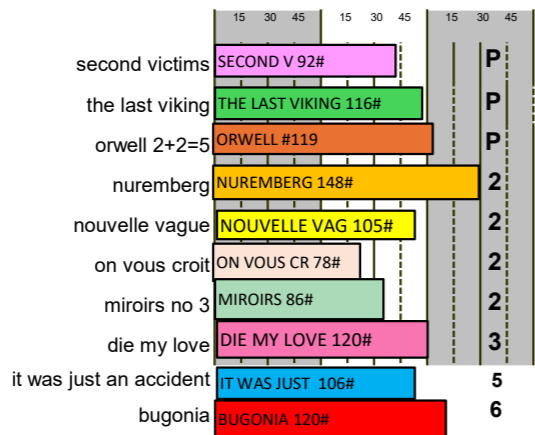 15 30 45 15 30 45 15 30 45
second victims SECOND V 92# P
the last viking THE LAST VIKING 116# P
orwell 2+2=5 ORWELL #119 P
nuremberg NUREMBERG 148# 2
nouvelle vague NOUVELLE VAG 105# 2
on vous croit ON VOUS CR 78# 2
miroirs no 3 MIROIRS 86# 2
die my love DIE MY LOVE 120# 3
it was just an accident IT WAS JUST 106# 5
bugonia BUGONIA 120# 6